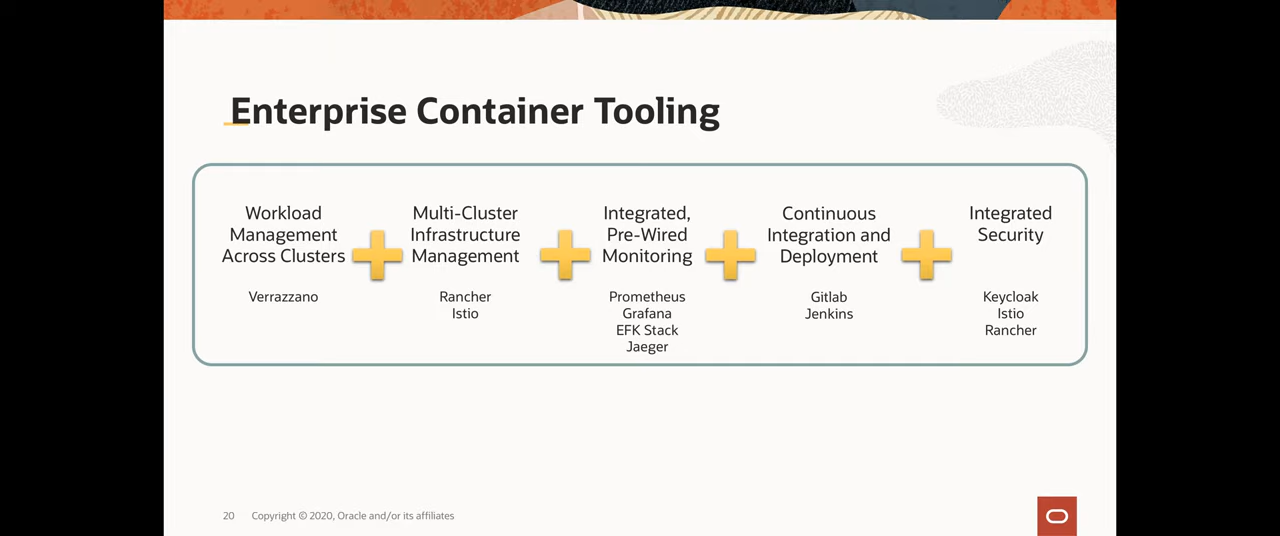 Enterprise Container Tooling
Workload
Management
Across Clusters
Verrazzano
Multi-Cluster
Infrastructure
Management
Rancher
Istio
Integrated,
Pre-Wired
Monitoring
Prometheus
Grafana
EFK Stack
Jaeger
Continuous
Integration and
Deployment
Gitlab
Jenkins
Integrated
Security
Keycloak
Istio
Rancher
20 Copyright © 2020, Oracle and/or its affiliates